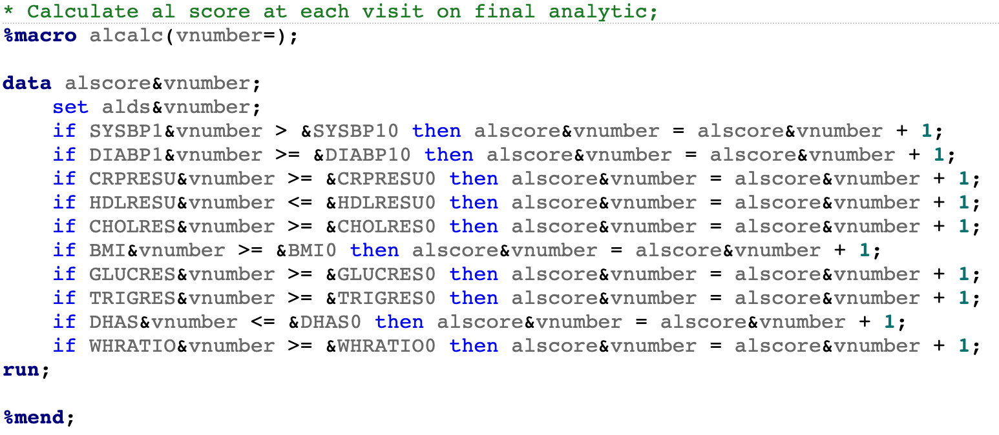 * Calculate al score at each visit on final analytic;
%macro alcalc(vnumber=);
data alscore&vnumber;
set alds&vnumber;
if SYSBP1&vnumber > &SYSBP10 then alscore&vnumber = alscore&vnumber + 1;
if DIABP1&vnumber >= &DIABP10 then alscore&vnumber = alscore&vnumber + 1;
if CRPRESU&vnumber >= &CRPRESU0 then alscore&vnumber = alscore&vnumber + 1;
if HDLRESU&vnumber <= &HDLRESU0 then alscore&vnumber = alscore&vnumber + 1;
if CHOLRES&vnumber >= &CHOLRES0 then alscore&vnumber = alscore&vnumber + 1;
if BMI&vnumber >= &BMI0 then alscore&vnumber = alscore&vnumber + 1;
if GLUCRES&vnumber >= &GLUCRES0 then alscore&vnumber = alscore&vnumber + 1;
if TRIGRES&vnumber >= &TRIGRES0 then alscore&vnumber = alscore&vnumber + 1;
if DHAS&vnumber <= &DHAS0 then alscore&vnumber = alscore&vnumber + 1;
if WHRATIO&vnumber >= &WHRATIO0 then alscore&vnumber = alscore&vnumber + 1;
run;
%mend;